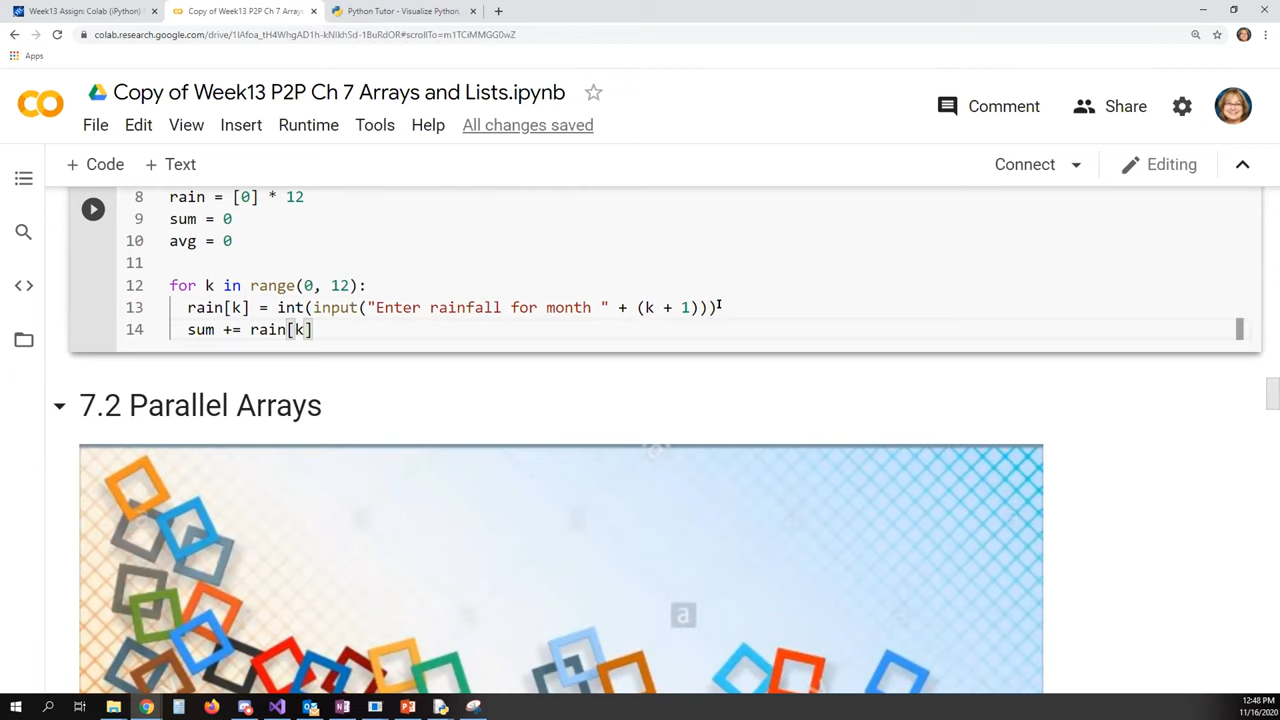 Week13 Assign: Colab (iPython)
Copy of Week13 P2P Ch 7 Arrays
Python Tutor - Visualize Python,
colab.research.google.com/drive/1lAfoa_tH4WhgAD1h-kNIkhSd-1BuRdOR#scrollTo=m1TCiMMGG0wZ
Apps
Copy of Week13 P2P Ch 7 Arrays and Lists.ipynb
Comment
Share
File Edit View Insert Runtime Tools Help All changes saved
+ Code + Text
Connect
Editing
8 rain = [0] * 12
9 sum = 0
10 avg = 0
11
12 for k in range(0, 12):
13 rain[k] = int(input("Enter rainfall for month " + (k + 1)))
14 sum += rain[k]
7.2 Parallel Arrays
a
12:48 PM
11/16/2020